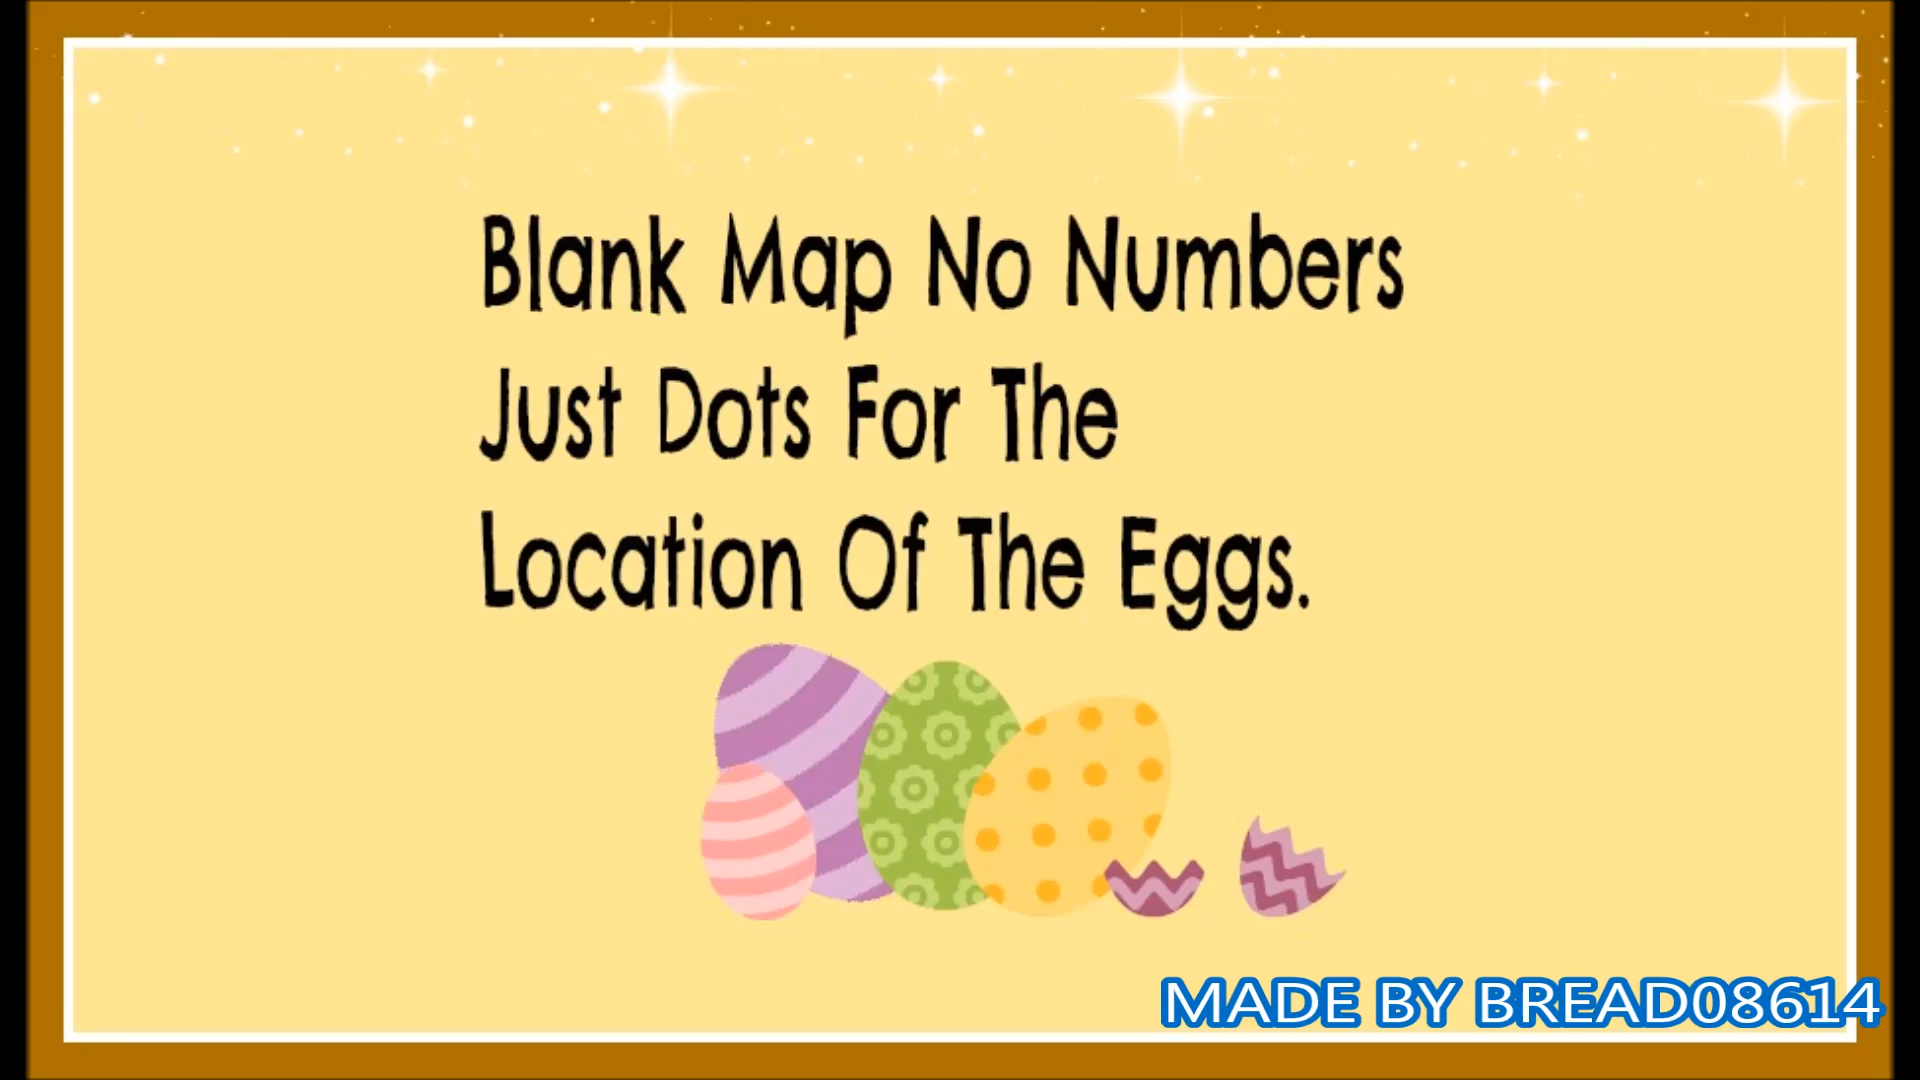 Blank Map No Numbers
Just Dots For The
Location Of The Eggs.
MADE BY BREAD08614